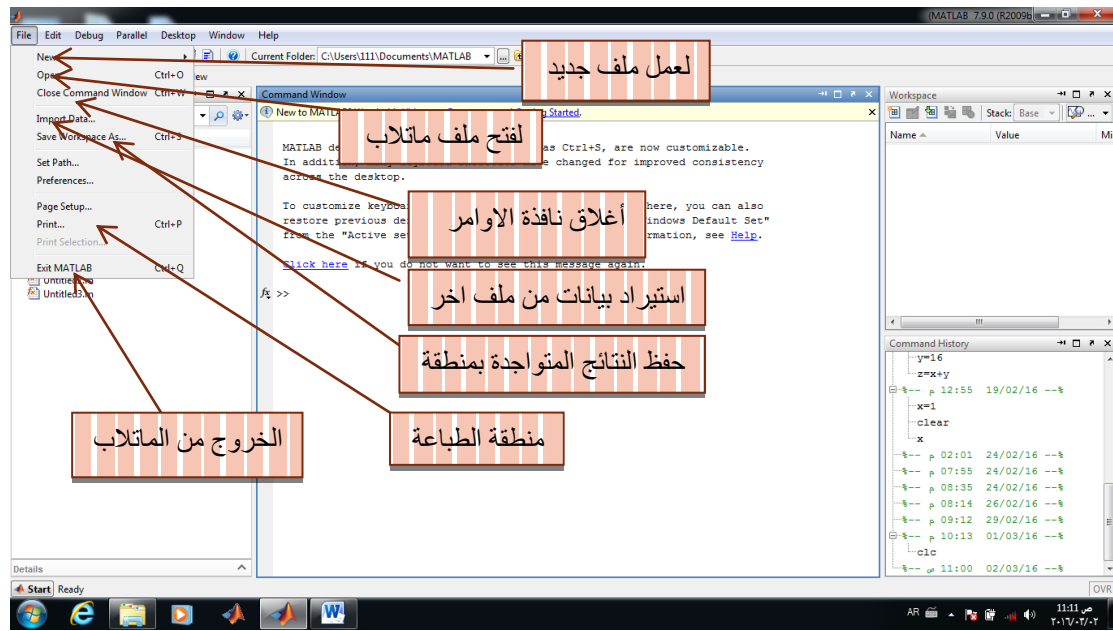 (MATLAB 7.9.0 (R2009b
File Edit Debug Parallel Desktop Window Help
Current Folder: C:\Users\111\Documents\MATLAB
New
Open... Ctrl+O
Close Command Window Ctrl+W
Import Data...
Save Workspace As... Ctrl+S
Set Path...
Preferences...
Page Setup...
Print... Ctrl+P
Print Selection...
Exit MATLAB Ctrl+Q
Untitled3.m
Details
لعمل ملف جديد
لفتح ملف ماتلاب
أغلاق نافذة الاوامر
استيراد بيانات من ملف اخر
حفظ النتائج المتواجدة بمنطقة
منطقة الطباعة
الخروج من الماتلاب
Command Window
New to MATLAB g Started.
MATLAB de as Ctrl+S, are now customizable.
In addition e changed for improved consistency
across the desktop.
To customize keyboa here, you can also
restore previous de indows Default Set"
from the "Active se rmation, see Help.
Click here if you do not want to see this message again.
fx >>
Workspace
Stack: Base
Name Value Mi
Command History
y=16
z=x+y
%-- م 12:55 19/02/16 --%
x=1
clear
x
%-- م 02:01 24/02/16 --%
%-- م 07:55 24/02/16 --%
%-- م 08:35 24/02/16 --%
%-- م 08:14 26/02/16 --%
%-- م 09:12 29/02/16 --%
%-- م 10:13 01/03/16 --%
clc
%-- ص 11:00 02/03/16 --%
Start Ready
OVR
AR
11:11 ص
٢٠١٦/٠٣/٠٢